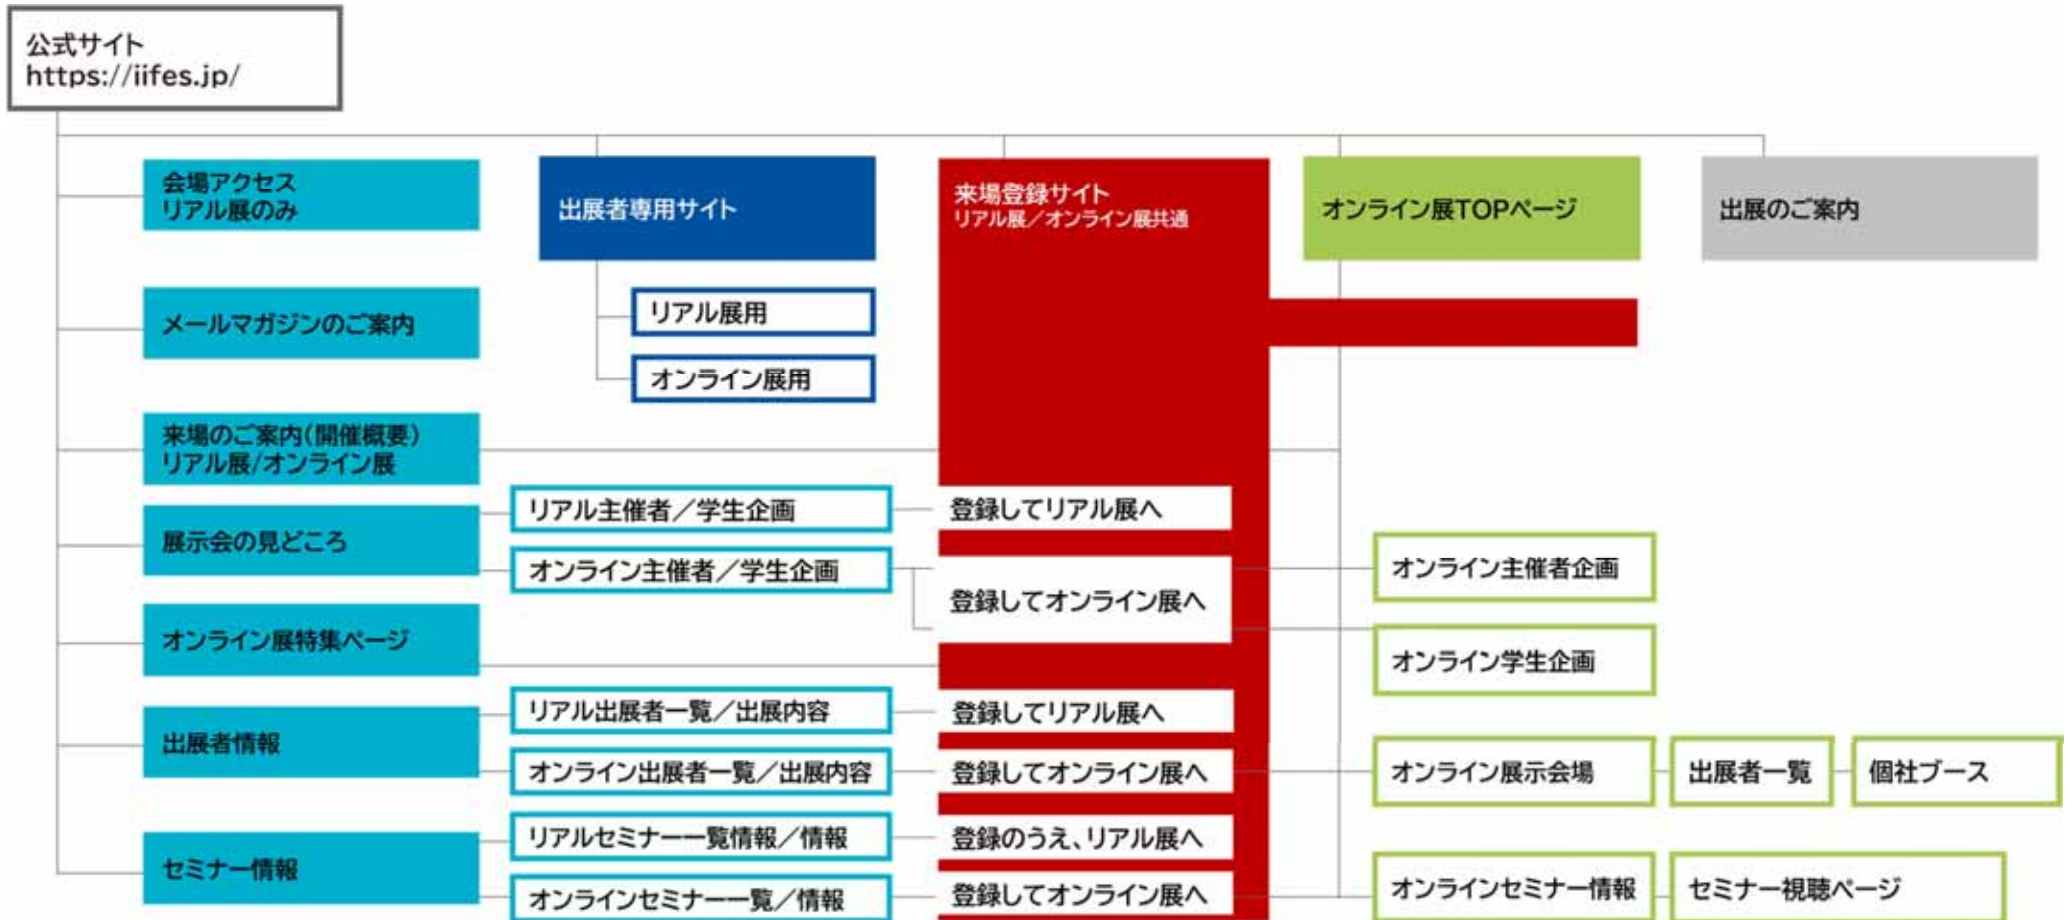 公式サイト
https://iifes.jp/
会場アクセス
リアル展のみ
出展者専用サイト
来場登録サイト
リアル展／オンライン展共通
オンライン展TOPページ
出展のご案内
メールマガジンのご案内
リアル展用
オンライン展用
来場のご案内(開催概要)
リアル展/オンライン展
展示会の見どころ
リアル主催者／学生企画
登録してリアル展へ
オンライン主催者／学生企画
登録してオンライン展へ
オンライン主催者企画
オンライン学生企画
オンライン展特集ページ
出展者情報
リアル出展者一覧／出展内容
登録してリアル展へ
オンライン出展者一覧／出展内容
登録してオンライン展へ
オンライン展示会場
出展者一覧
個社ブース
セミナー情報
リアルセミナー一覧情報／情報
登録のうえ、リアル展へ
オンラインセミナー一覧／情報
登録してオンライン展へ
オンラインセミナー情報
セミナー視聴ページ